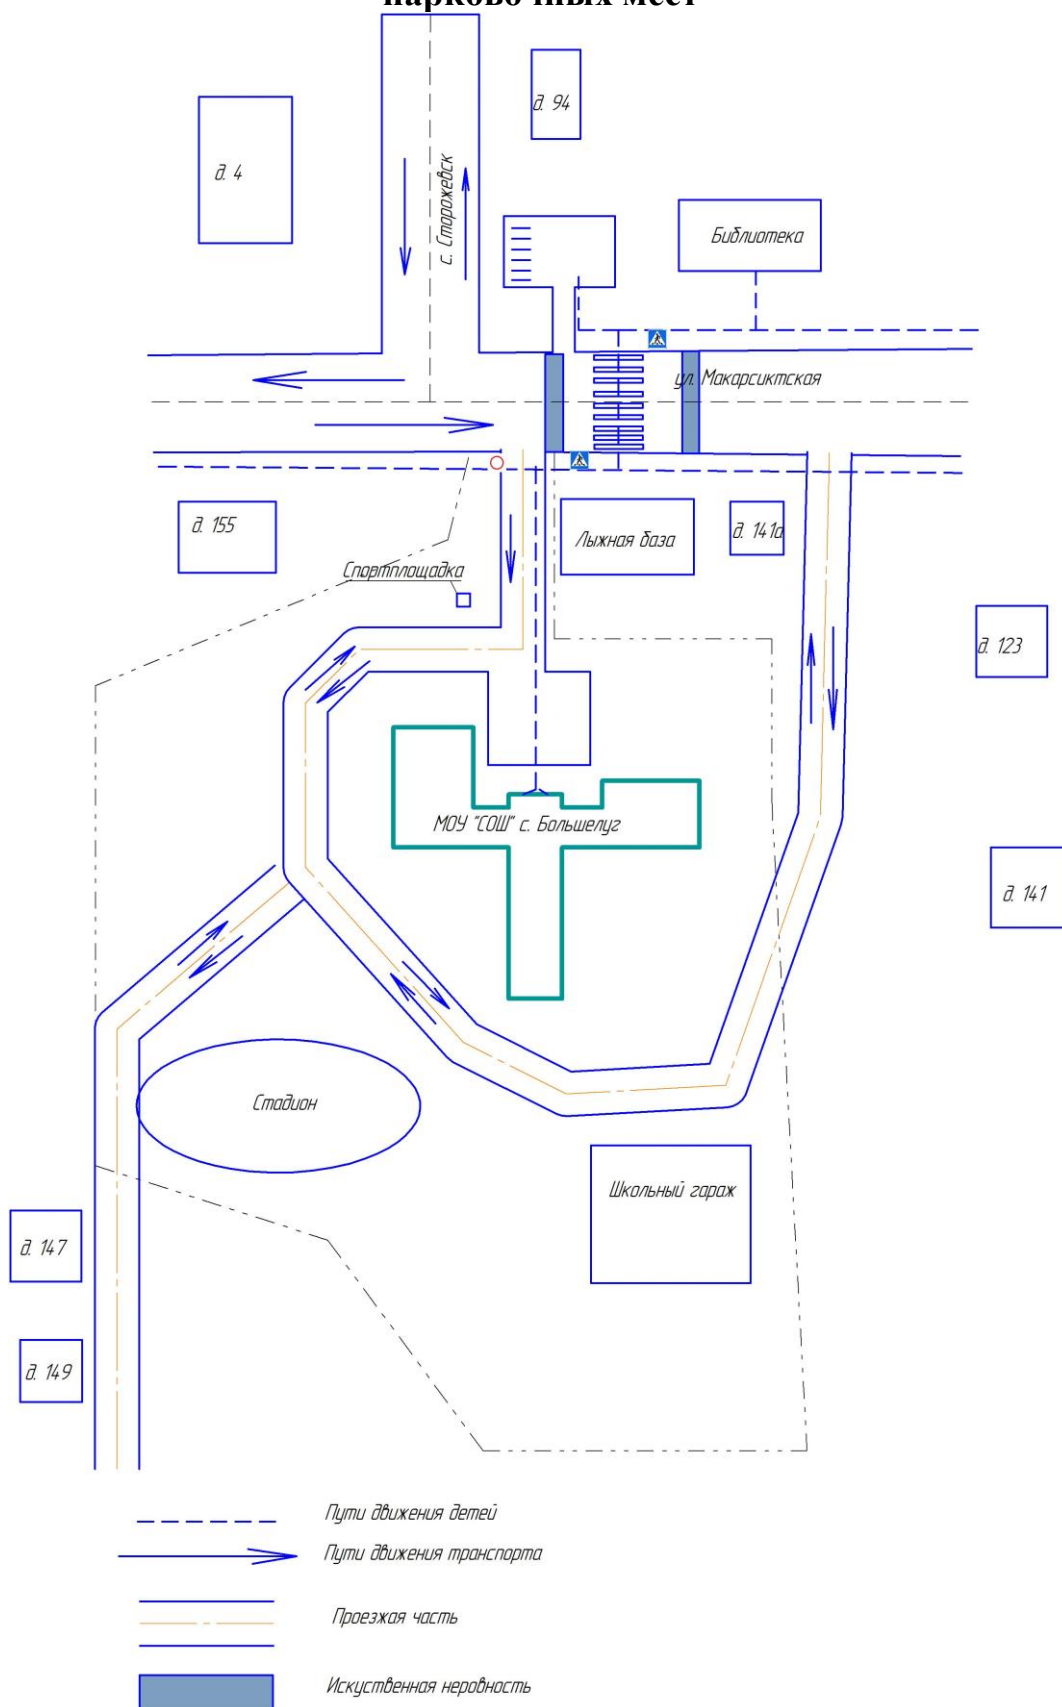 парковочных мест
д. 94
д. 4
с. Сторожевск
Библиотека
ул. Макарсиктская
д. 155
Лыжная база
д. 141а
Спортплощадка
д. 123
МОУ "СОШ" с. Большелуг
д. 141
Стадион
Школьный гараж
д. 147
д. 149
Пути движения детей
Пути движения транспорта
Проезжая часть
Искуственная неровность